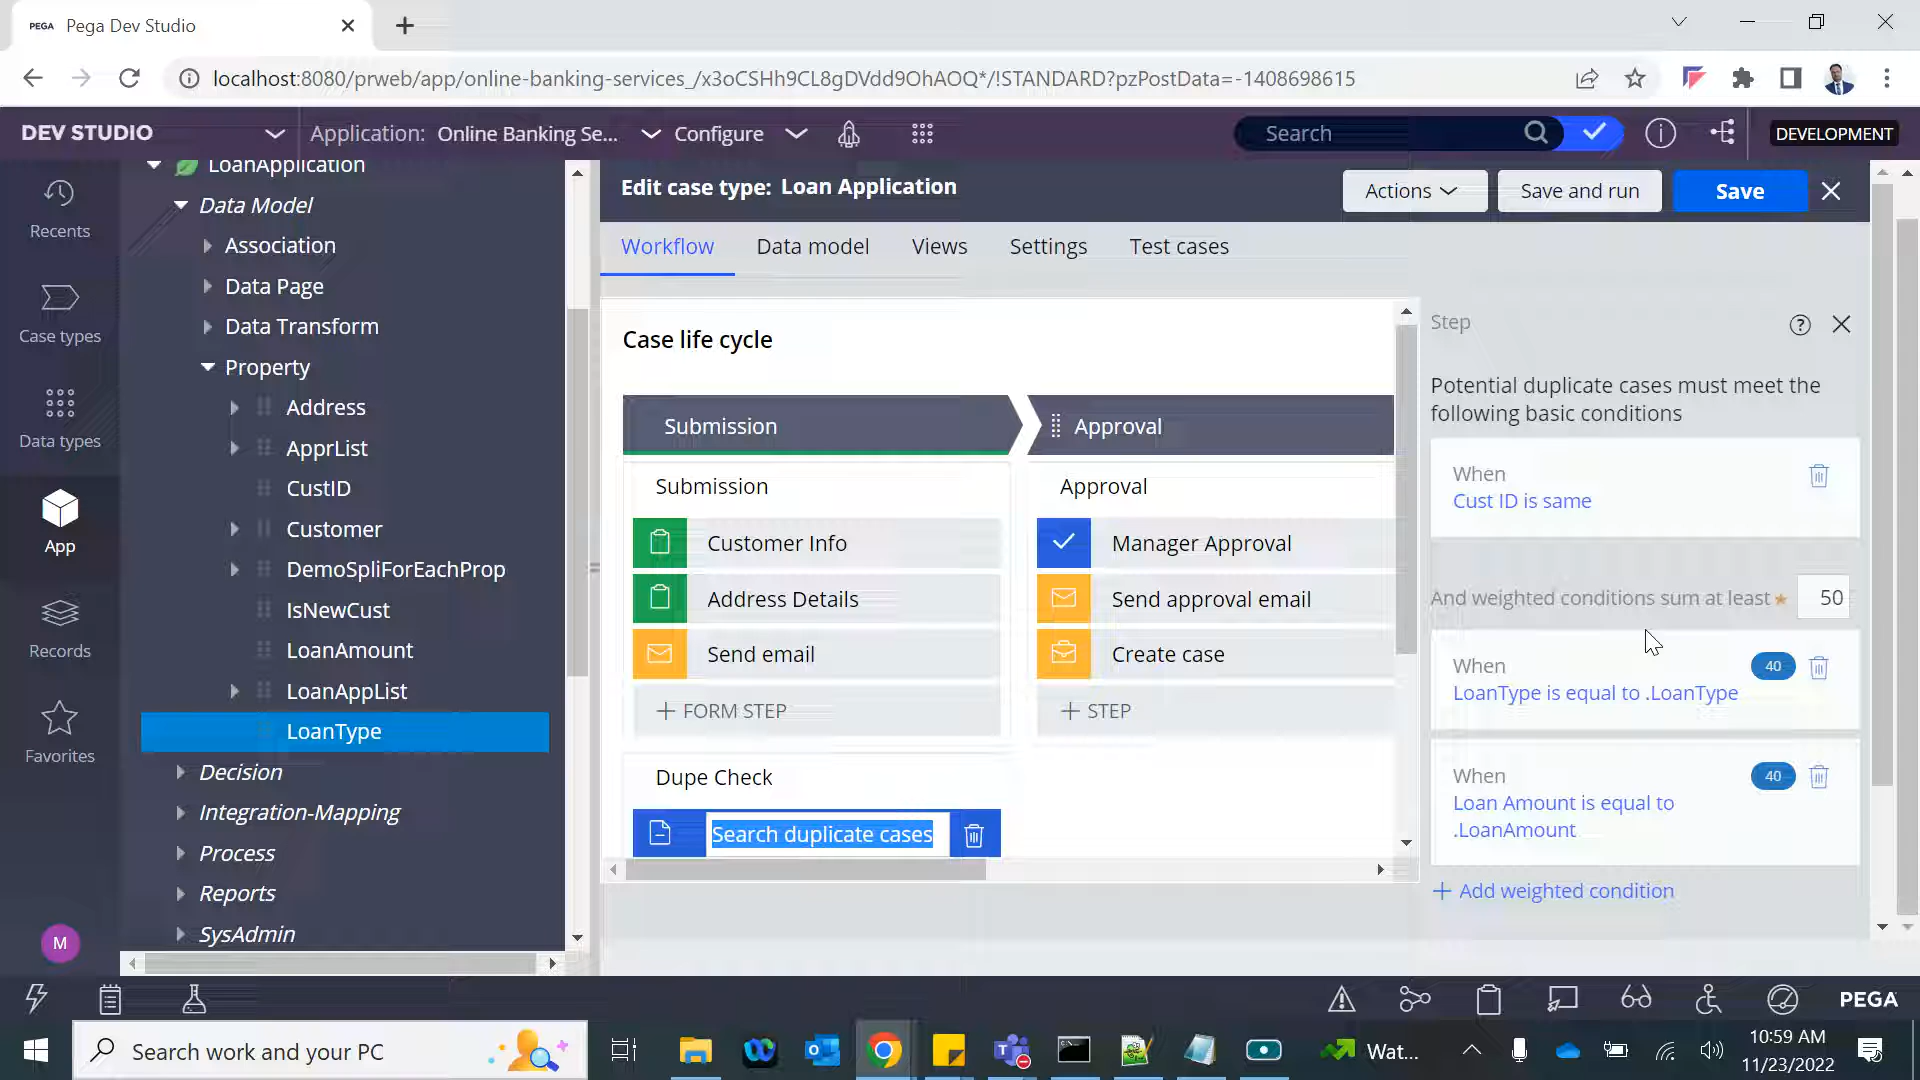 PEGA Pega Dev Studio
localhost:8080/prweb/app/online-banking-services_/x3oCSHh9CL8gDVdd9OhAOQ*/!STANDARD?pzPostData=-1408698615
DEV STUDIO
Application: Online Banking Se...
Configure
Search
DEVELOPMENT
Recents
Case types
Data types
App
Records
Favorites
M
LoanApplication
Data Model
Association
Data Page
Data Transform
Property
Address
ApprList
CustID
Customer
DemoSpliForEachProp
IsNewCust
LoanAmount
LoanAppList
LoanType
Decision
Integration-Mapping
Process
Reports
SysAdmin
Edit case type: Loan Application
Actions
Save and run
Save
Workflow
Data model
Views
Settings
Test cases
Case life cycle
Submission
Approval
Submission
Customer Info
Address Details
Send email
FORM STEP
Approval
Manager Approval
Send approval email
Create case
STEP
Dupe Check
Search duplicate cases
Step
Potential duplicate cases must meet the
following basic conditions
When
Cust ID is same
And weighted conditions sum at least 50
When 40
LoanType is equal to .LoanType
When 40
Loan Amount is equal to
.LoanAmount
Add weighted condition
PEGA
Search work and your PC
Wat...
10:59 AM
11/23/2022